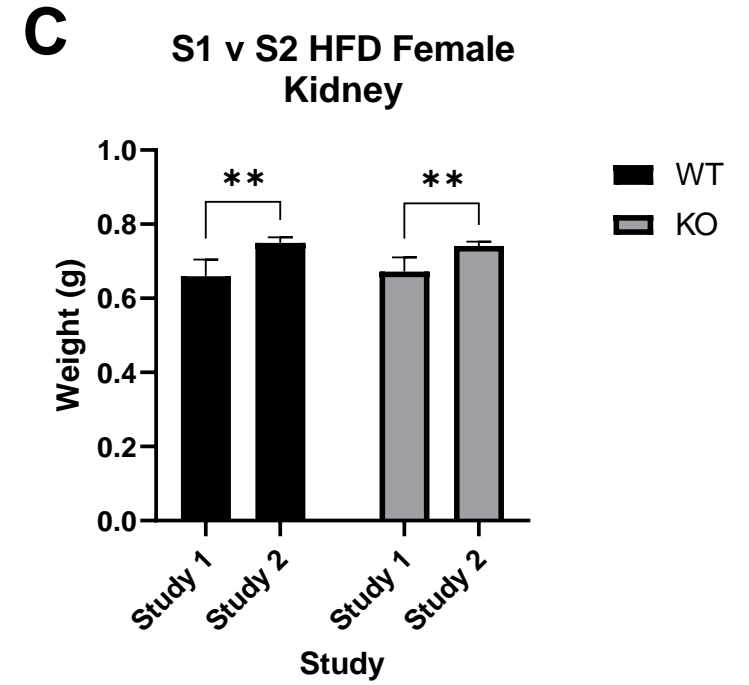 C
S1 v S2 HFD Female
Kidney
** **
WT
KO
Weight (g)
1.0
0.8
0.6
0.4
0.2
0.0
Study 1
Study 2
Study 1
Study 2
Study